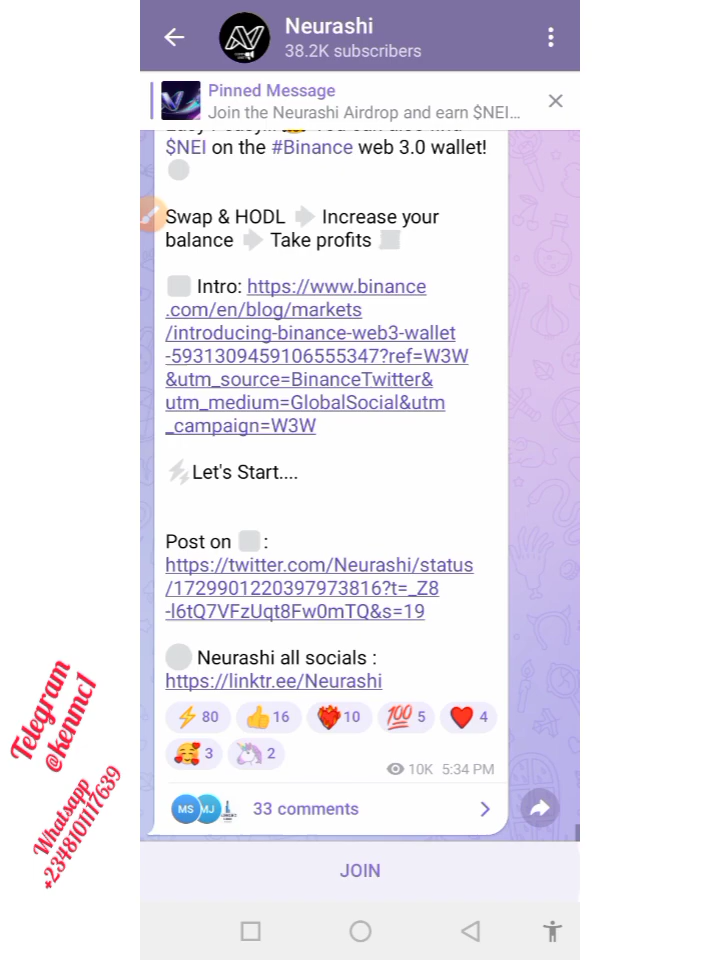 Neurashi
38.2K subscribers
Pinned Message
Join the Neurashi Airdrop and earn $NEI...
$NEI on the #Binance web 3.0 wallet!
Swap & HODL ➡ Increase your
balance ➡ Take profits
Intro: https://www.binance
.com/en/blog/markets
/introducing-binance-web3-wallet
-5931309459106555347?ref=W3W
&utm_source=BinanceTwitter&
utm_medium=GlobalSocial&utm
_campaign=W3W
⚡Let's Start....
Post on :
https://twitter.com/Neurashi/status
/1729901220397973816?t=_Z8
-l6tQ7VFzUqt8Fw0mTQ&s=19
Neurashi all socials :
https://linktr.ee/Neurashi
⚡ 80 👍 16 ❤️‍🔥 10 💯 5 ❤️ 4
🥰 3 🦄 2
10K 5:34 PM
MS MJ 33 comments
JOIN
Telegram
@kenmc1
Whatsapp
+2348101117639